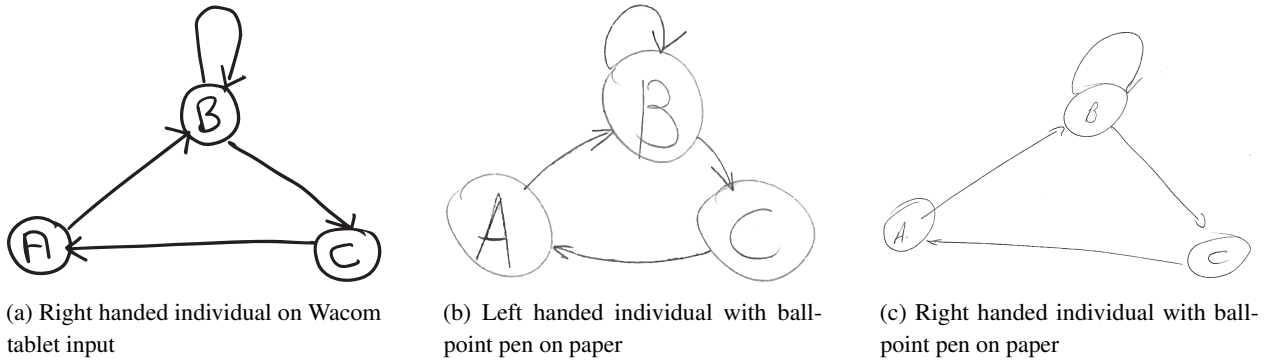 B
A
C
B
A
C
B
A
C
(a) Right handed individual on Wacom
tablet input
(b) Left handed individual with ball-
point pen on paper
(c) Right handed individual with ball-
point pen on paper